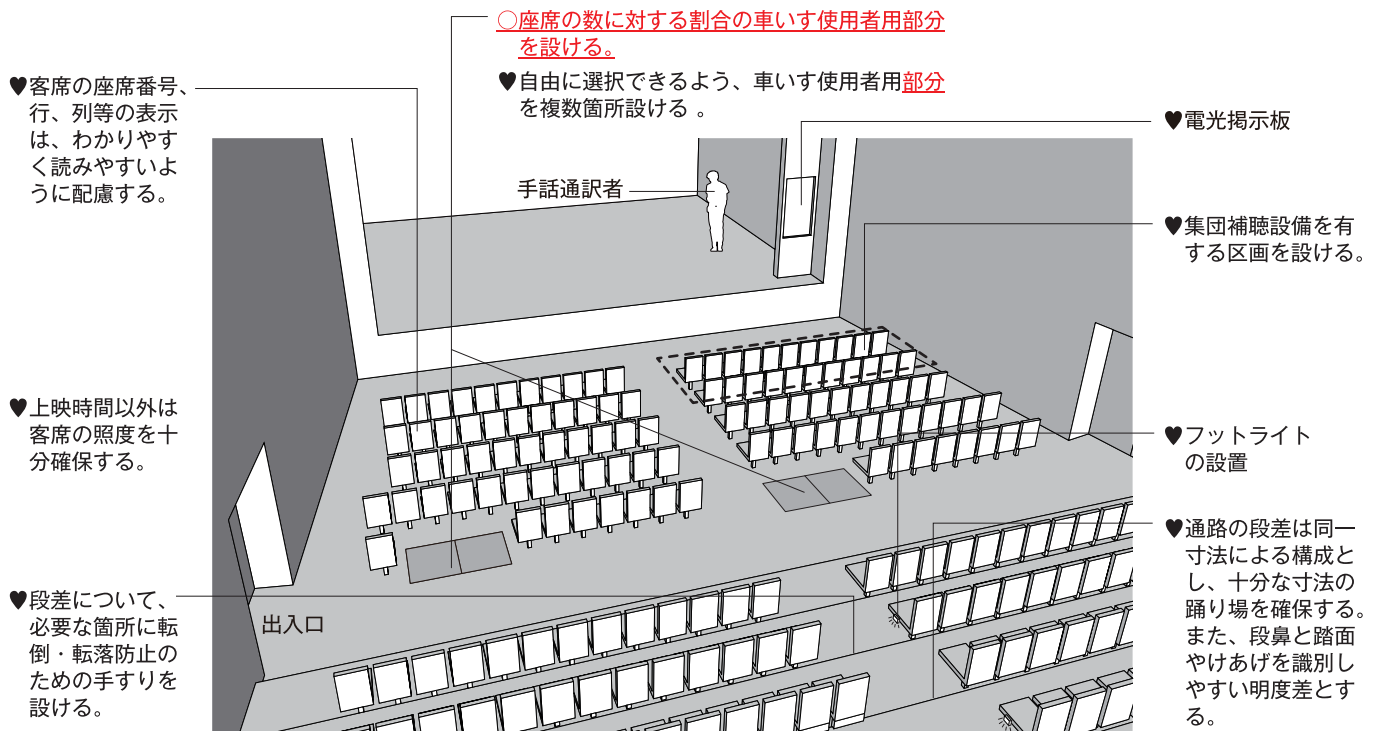 ○座席の数に対する割合の車いす使用者用部分
を設ける。
♥自由に選択できるよう、車いす使用者用部分
を複数箇所設ける 。
♥客席の座席番号、
行、列等の表示
は、わかりやす
く読みやすいよ
うに配慮する。
♥電光掲示板
手話通訳者
♥集団補聴設備を有
する区画を設ける。
♥上映時間以外は
客席の照度を十
分確保する。
♥フットライト
の設置
♥通路の段差は同一
寸法による構成と
し、十分な寸法の
踊り場を確保する。
また、段鼻と踏面
やけあげを識別し
やすい明度差とす
る。
♥段差について、
必要な箇所に転
倒・転落防止の
ための手すりを
設ける。
出入口